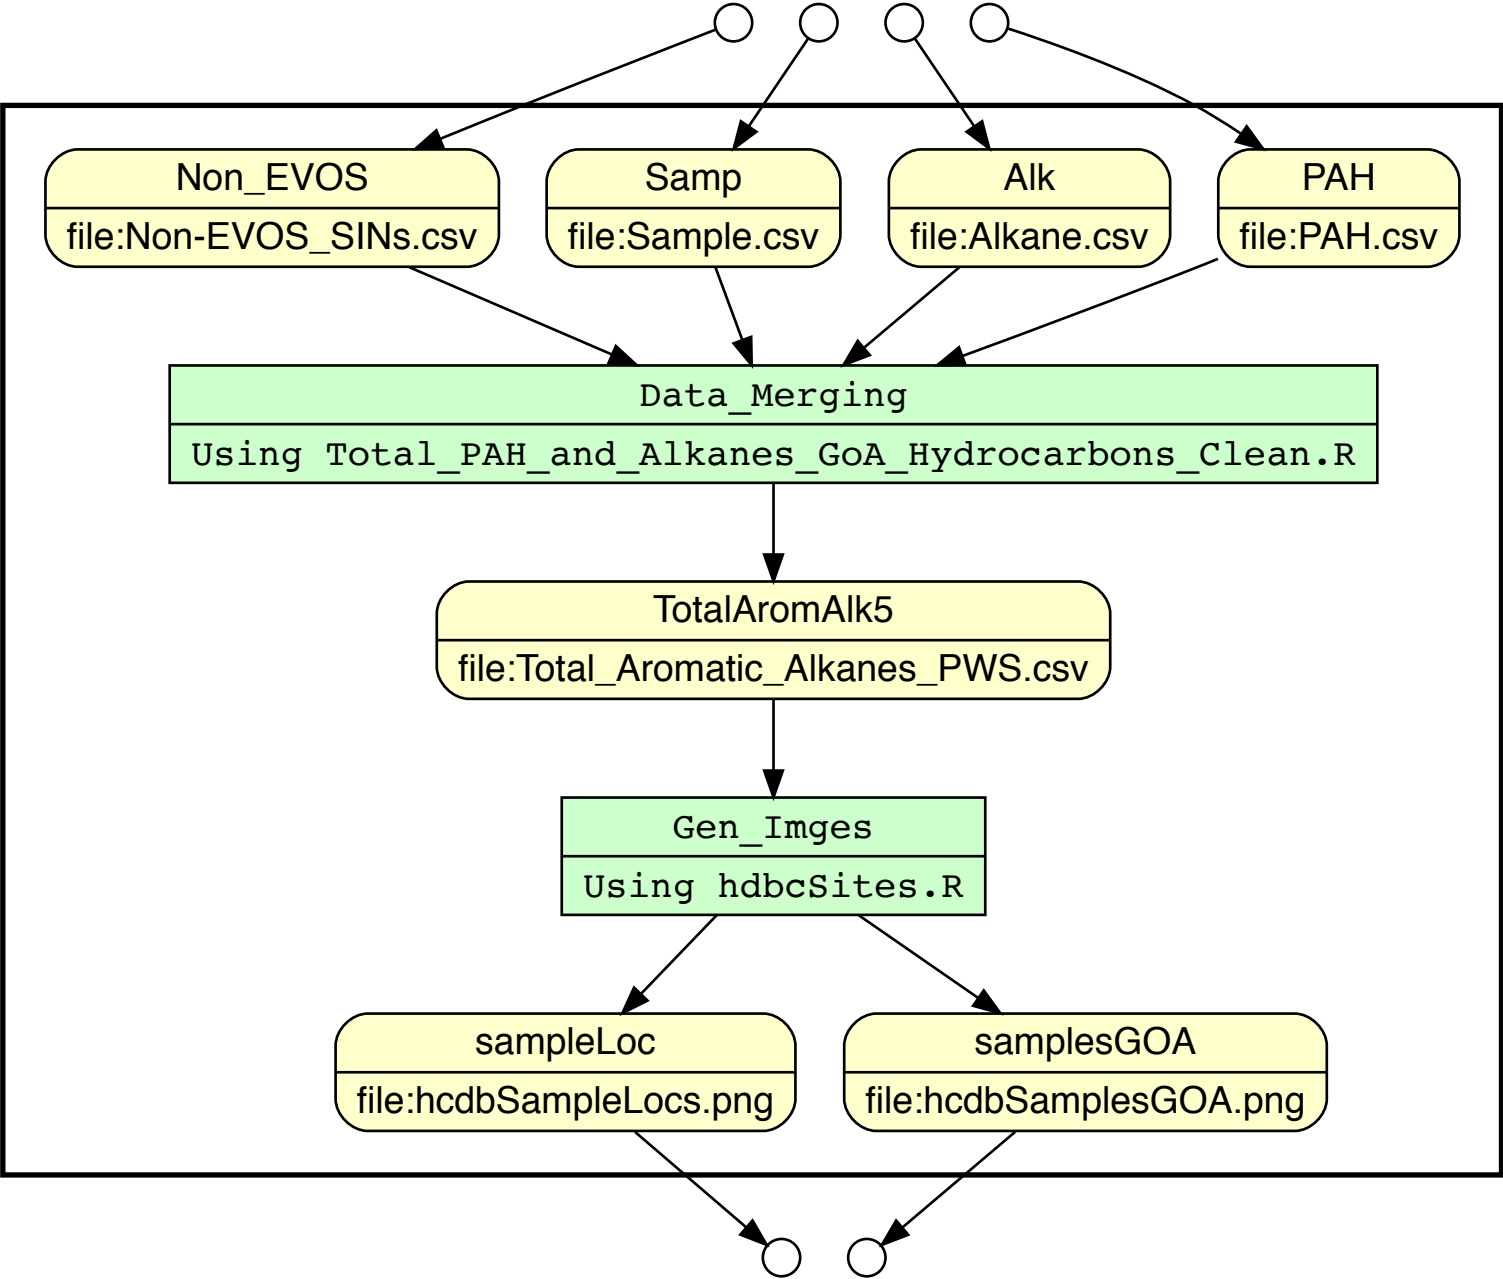 Non_EVOS
file:Non-EVOS_SINs.csv
Samp
file:Sample.csv
Alk
file:Alkane.csv
PAH
file:PAH.csv
Data_Merging
Using Total_PAH_and_Alkanes_GoA_Hydrocarbons_Clean.R
TotalAromAlk5
file:Total_Aromatic_Alkanes_PWS.csv
Gen_Imges
Using hdbcSites.R
sampleLoc
file:hcdbSampleLocs.png
samplesGOA
file:hcdbSamplesGOA.png